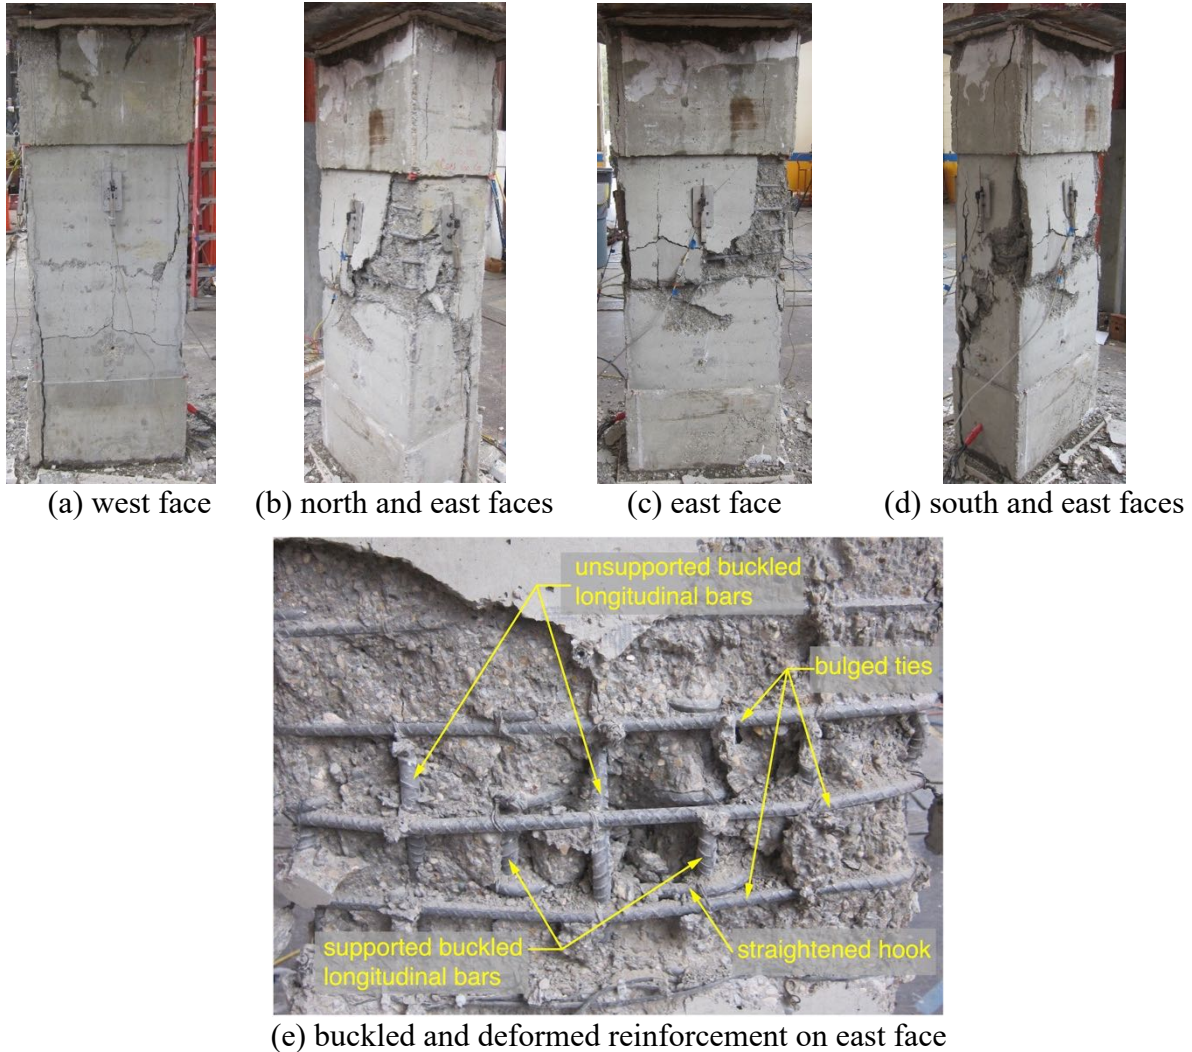 (a) west face
(b) north and east faces
(c) east face
(d) south and east faces
unsupported buckled
longitudinal bars
bulged ties
supported buckled
longitudinal bars
straightened hook
(e) buckled and deformed reinforcement on east face